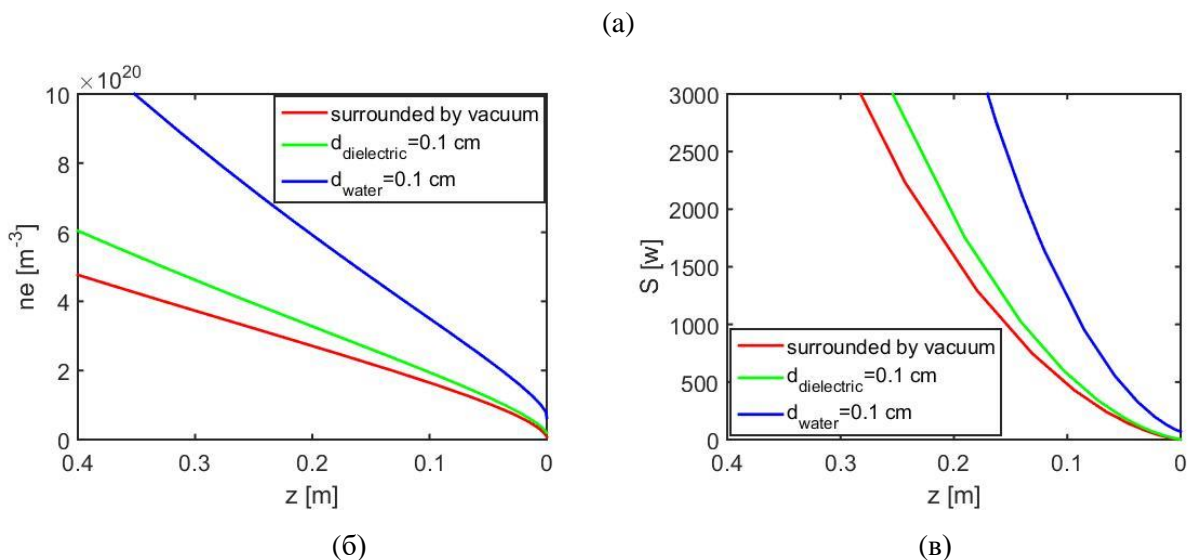 (a)
×10^20
10
8
6
4
2
0
ne [m^-3]
0.4 0.3 0.2 0.1 0
z [m]
surrounded by vacuum
d_dielectric=0.1 cm
d_water=0.1 cm
(б)
3000
2500
2000
1500
1000
500
0
S [w]
0.4 0.3 0.2 0.1 0
z [m]
surrounded by vacuum
d_dielectric=0.1 cm
d_water=0.1 cm
(в)